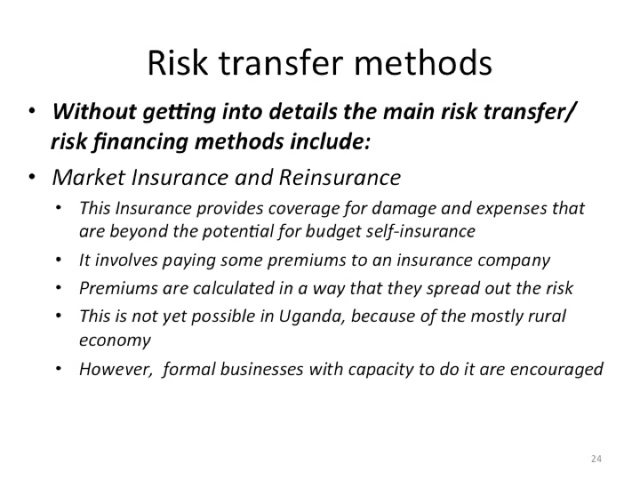 Risk transfer methods
• Without getting into details the main risk transfer/
risk financing methods include:
• Market Insurance and Reinsurance
• This Insurance provides coverage for damage and expenses that
are beyond the potential for budget self-insurance
• It involves paying some premiums to an insurance company
• Premiums are calculated in a way that they spread out the risk
• This is not yet possible in Uganda, because of the mostly rural
economy
• However,  formal businesses with capacity to do it are encouraged
24